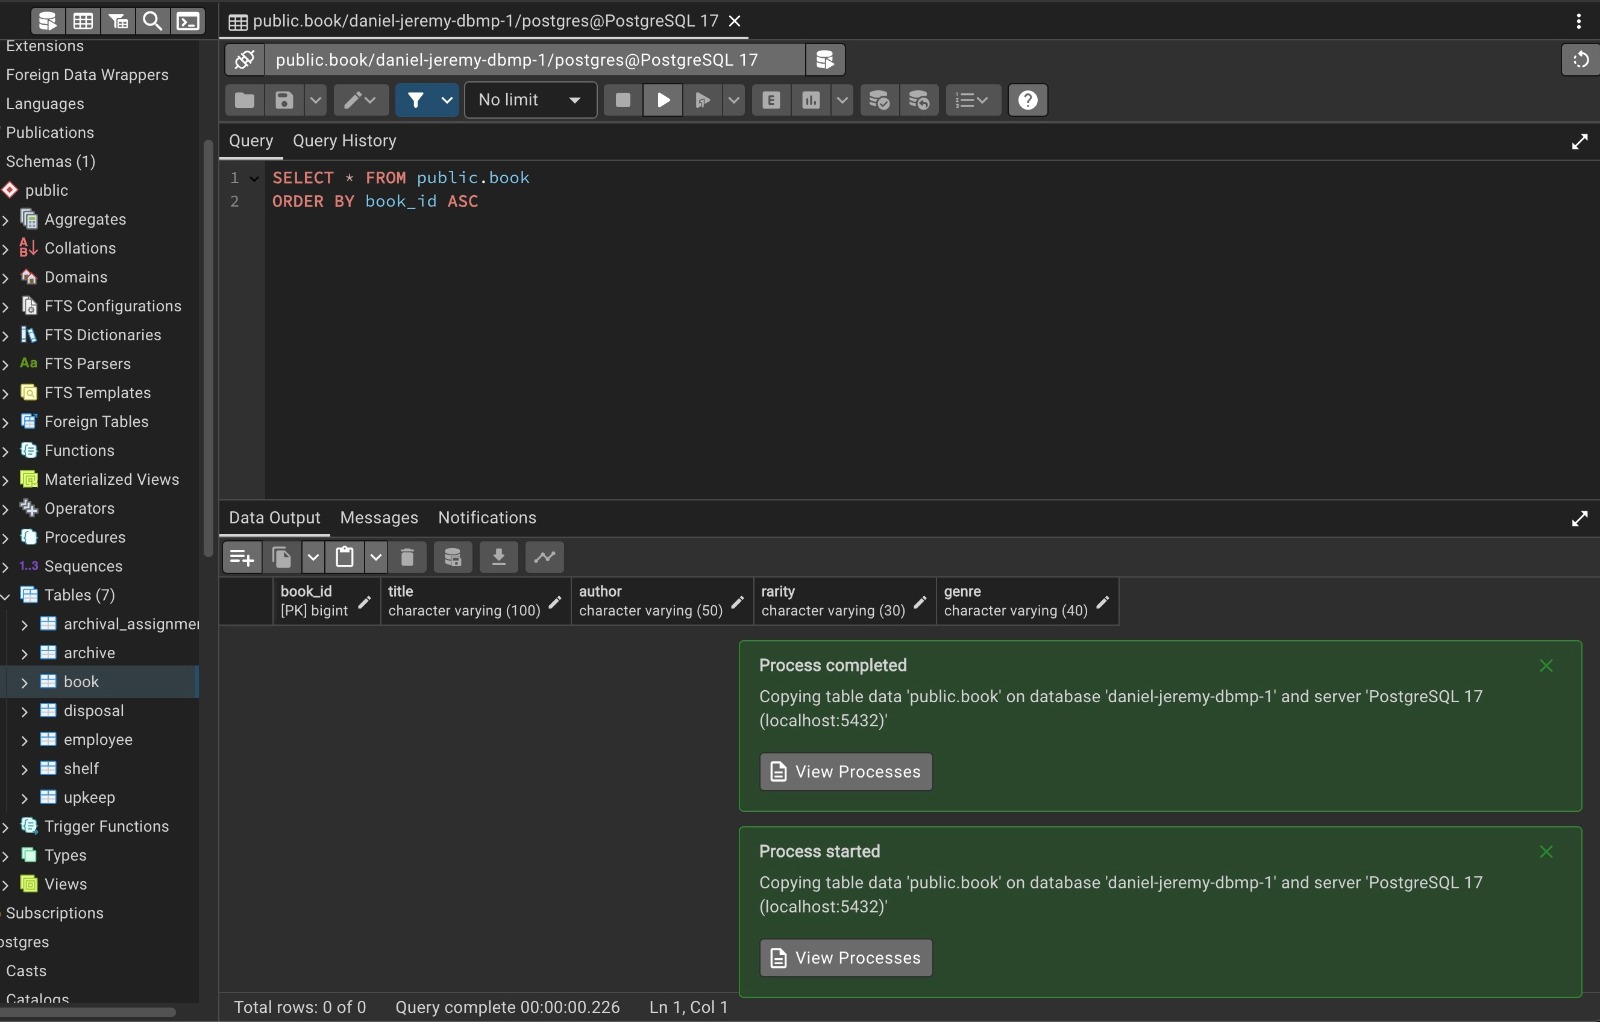 public.book/daniel-jeremy-dbmp-1/postgres@PostgreSQL 17
Extensions
Foreign Data Wrappers
Languages
Publications
Schemas (1)
public
Aggregates
Collations
Domains
FTS Configurations
FTS Dictionaries
Aa FTS Parsers
FTS Templates
Foreign Tables
Functions
Materialized Views
Operators
Procedures
1..3 Sequences
Tables (7)
archival_assignme
archive
book
disposal
employee
shelf
upkeep
Trigger Functions
Types
Views
Subscriptions
ostgres
Casts
Catalogs
public.book/daniel-jeremy-dbmp-1/postgres@PostgreSQL 17
No limit
E
Query Query History
1 SELECT * FROM public.book
2 ORDER BY book_id ASC
Data Output Messages Notifications
book_id
[PK] bigint
title
character varying (100)
author
character varying (50)
rarity
character varying (30)
genre
character varying (40)
Process completed
Copying table data 'public.book' on database 'daniel-jeremy-dbmp-1' and server 'PostgreSQL 17
(localhost:5432)'
View Processes
Process started
Copying table data 'public.book' on database 'daniel-jeremy-dbmp-1' and server 'PostgreSQL 17
(localhost:5432)'
View Processes
Total rows: 0 of 0 Query complete 00:00:00.226 Ln 1, Col 1